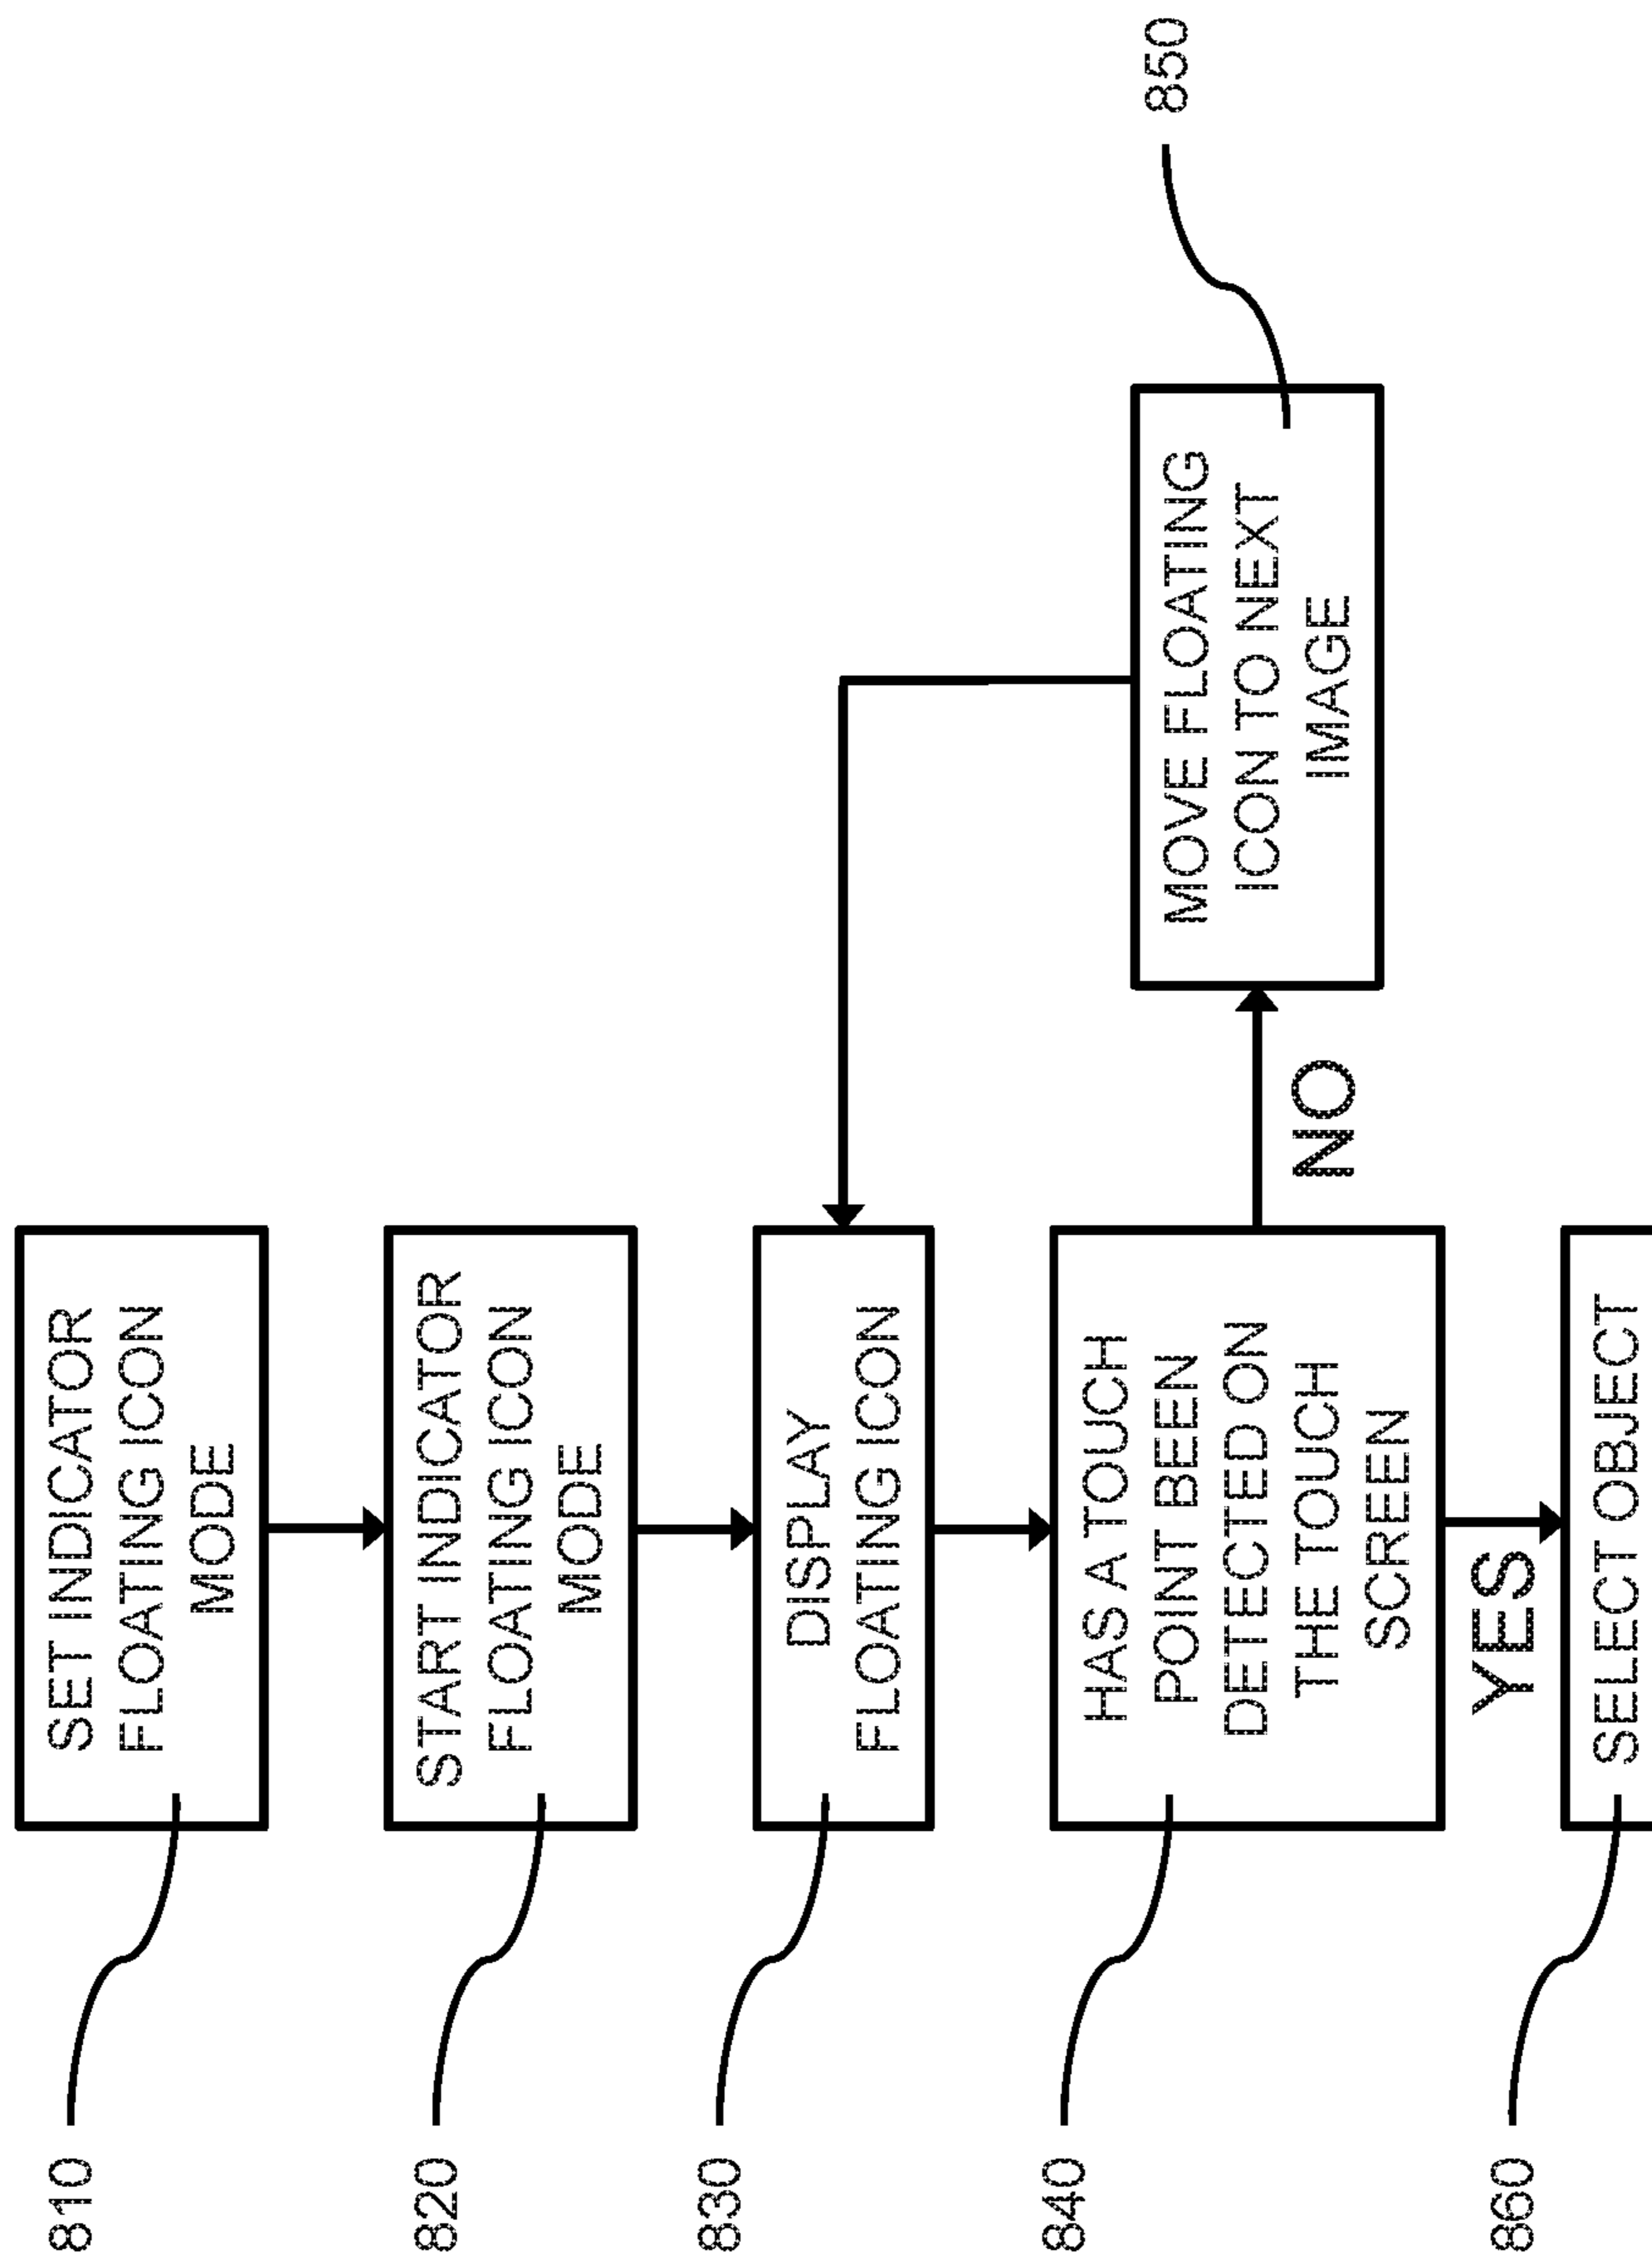 810
SET INDICATOR
FLOATING ICON
MODE
820
START INDICATOR
FLOATING ICON
MODE
830
DISPLAY
FLOATING ICON
840
HAS A TOUCH
POINT BEEN
DETECTED ON
THE TOUCH
SCREEN
NO
MOVE FLOATING
ICON TO NEXT
IMAGE
850
YES
860
SELECT OBJECT